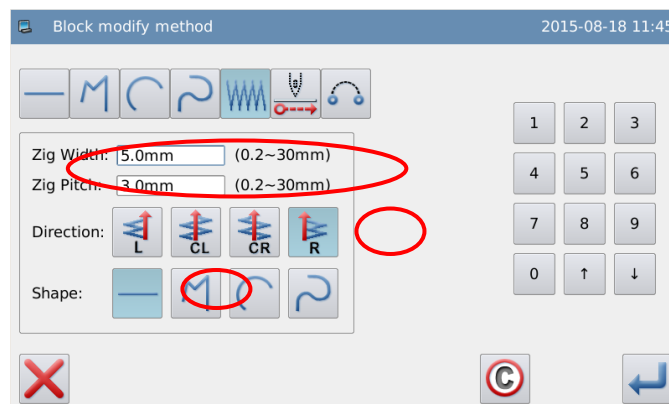 Block modify method
2015-08-18 11:45
Zig Width: 5.0mm (0.2~30mm)
Zig Pitch: 3.0mm (0.2~30mm)
Direction: L CL CR R
Shape:
1 2 3
4 5 6
7 8 9
0 ↑ ↓
C